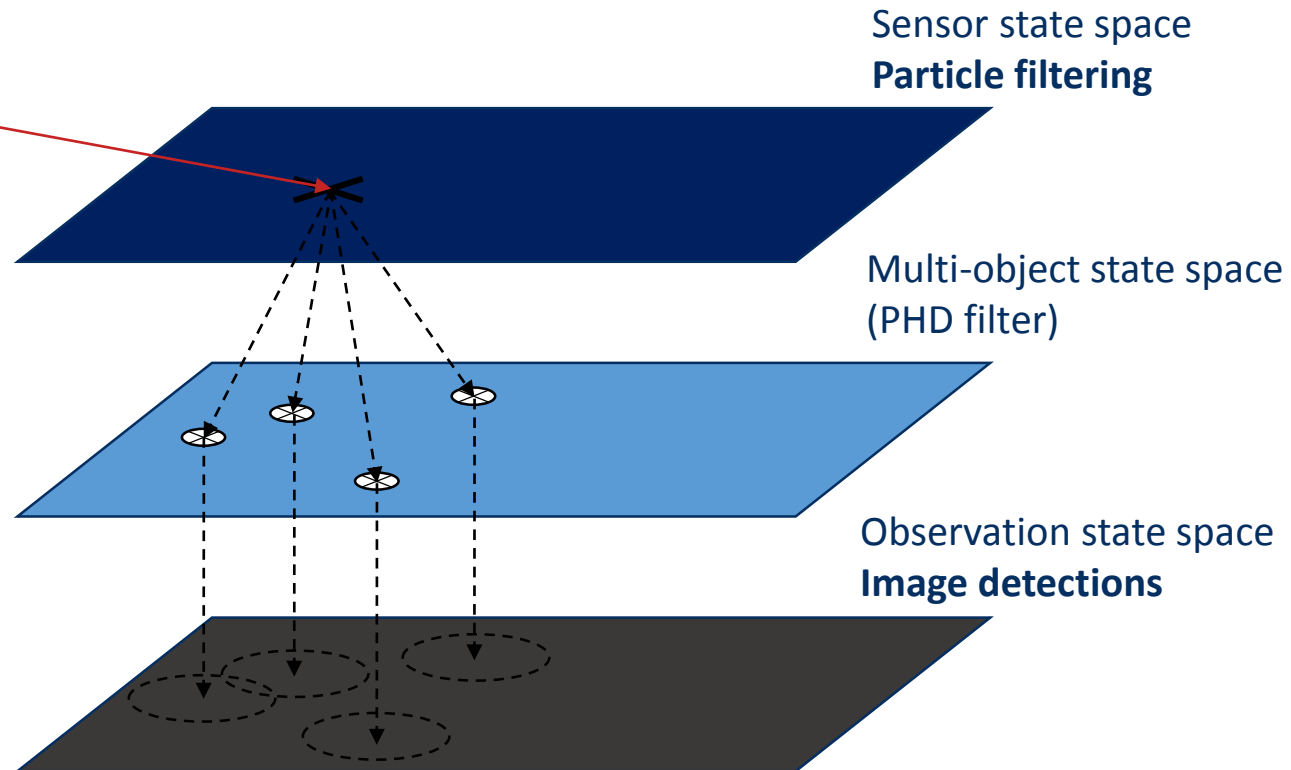 Sensor state space
Particle filtering
Multi-object state space
(PHD filter)
Observation state space
Image detections